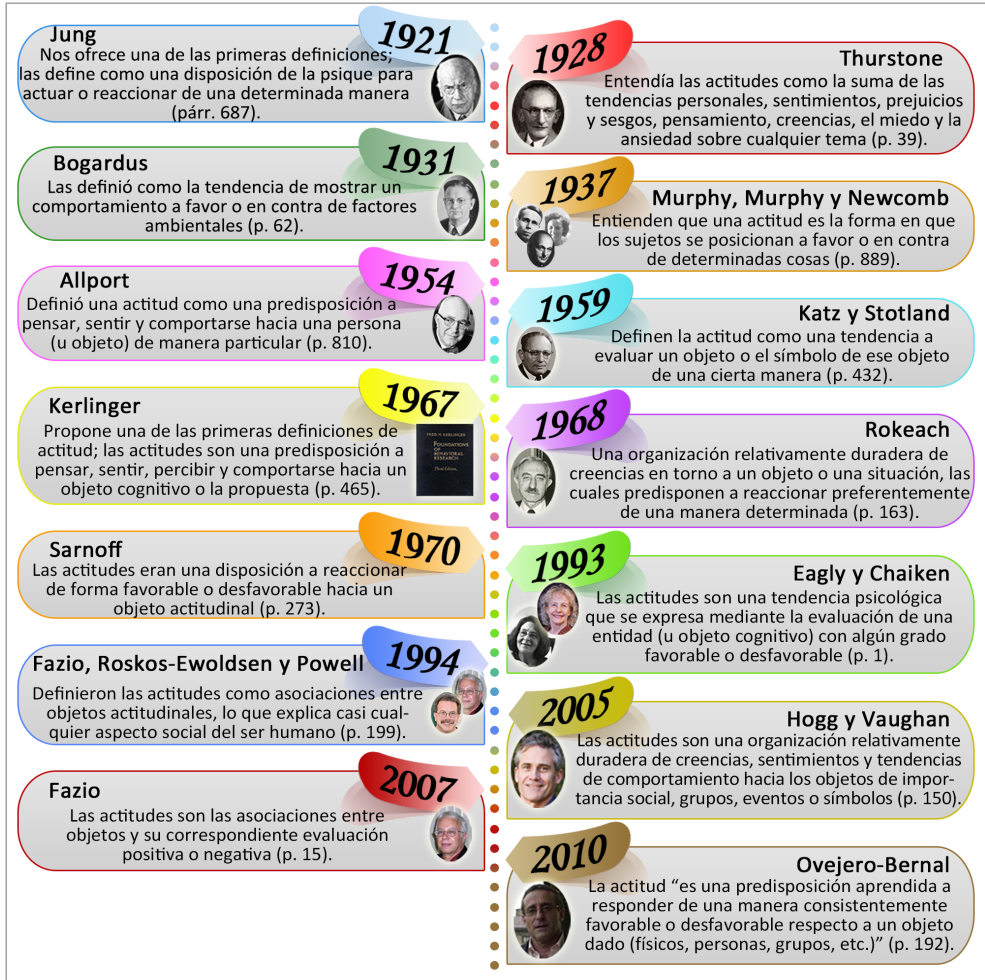 1921
Jung
Nos ofrece una de las primeras definiciones;
las define como una disposición de la psique para
actuar o reaccionar de una determinada manera
(párr. 687).
1928
Thurstone
Entendía las actitudes como la suma de las
tendencias personales, sentimientos, prejuicios
y sesgos, pensamiento, creencias, el miedo y la
ansiedad sobre cualquier tema (p. 39).
1931
Bogardus
Las definió como la tendencia de mostrar un
comportamiento a favor o en contra de factores
ambientales (p. 62).
1937
Murphy, Murphy y Newcomb
Entienden que una actitud es la forma en que
los sujetos se posicionan a favor o en contra
de determinadas cosas (p. 889).
1954
Allport
Definió una actitud como una predisposición a
pensar, sentir y comportarse hacia una persona
(u objeto) de manera particular (p. 810).
1959
Katz y Stotland
Definen la actitud como una tendencia a
evaluar un objeto o el símbolo de ese objeto
de una cierta manera (p. 432).
1967
Kerlinger
Propone una de las primeras definiciones de
actitud; las actitudes son una predisposición a
pensar, sentir, percibir y comportarse hacia un
objeto cognitivo o la propuesta (p. 465).
FRED N. KERLINGER
FOUNDATIONS
OF
BEHAVIORAL
RESEARCH
Third Edition
1968
Rokeach
Una organización relativamente duradera de
creencias en torno a un objeto o una situación, las
cuales predisponen a reaccionar preferentemente
de una manera determinada (p. 163).
1970
Sarnoff
Las actitudes eran una disposición a reaccionar
de forma favorable o desfavorable hacia un
objeto actitudinal (p. 273).
1993
Eagly y Chaiken
Las actitudes son una tendencia psicológica
que se expresa mediante la evaluación de una
entidad (u objeto cognitivo) con algún grado
favorable o desfavorable (p. 1).
1994
Fazio, Roskos-Ewoldsen y Powell
Definieron las actitudes como asociaciones entre
objetos actitudinales, lo que explica casi cual-
quier aspecto social del ser humano (p. 199).
2005
Hogg y Vaughan
Las actitudes son una organización relativamente
duradera de creencias, sentimientos y tendencias
de comportamiento hacia los objetos de impor-
tancia social, grupos, eventos o símbolos (p. 150).
2007
Fazio
Las actitudes son las asociaciones entre
objetos y su correspondiente evaluación
positiva o negativa (p. 15).
2010
Ovejero-Bernal
La actitud “es una predisposición aprendida a
responder de una manera consistentemente
favorable o desfavorable respecto a un objeto
dado (físicos, personas, grupos, etc.)” (p. 192).